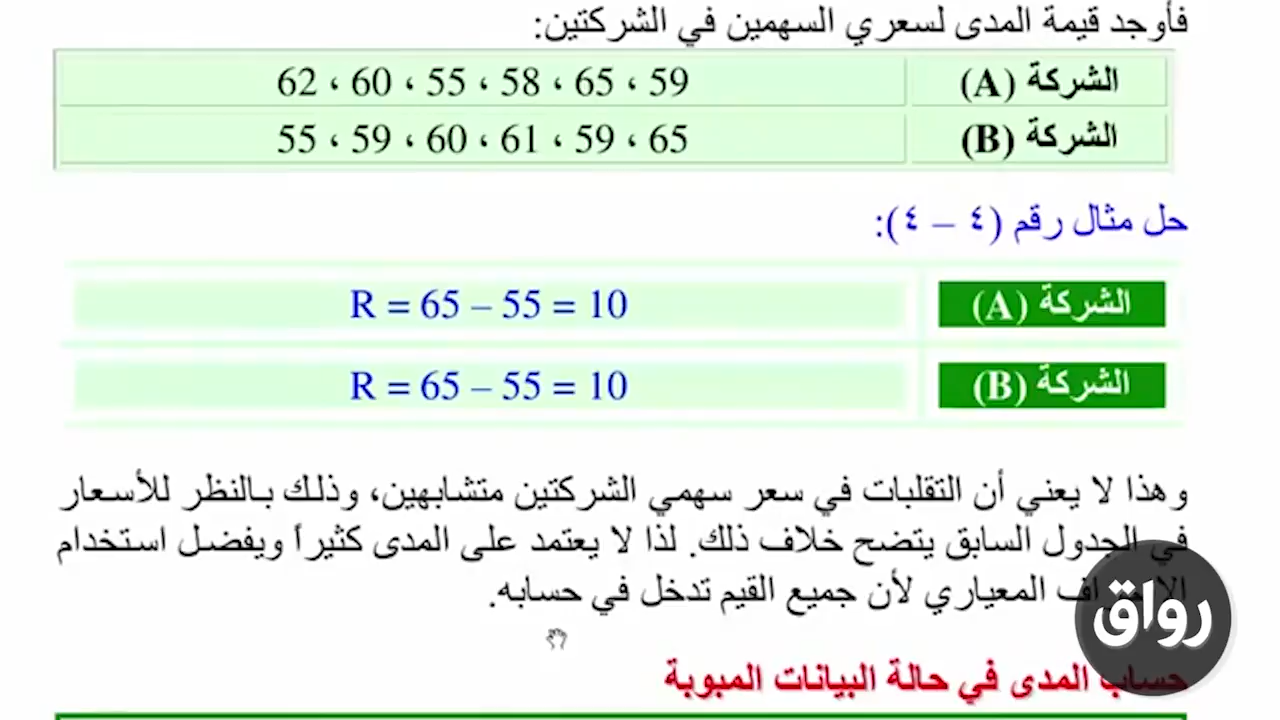 فأوجد قيمة المدى لسعري السهمين في الشركتين:
الشركة (A) 59 ، 65 ، 58 ، 55 ، 60 ، 62
الشركة (B) 65 ، 59 ، 61 ، 60 ، 59 ، 55
حل مثال رقم (٤ – ٤):
الشركة (A) R = 65 – 55 = 10
الشركة (B) R = 65 – 55 = 10
وهذا لا يعني أن التقلبات في سعر سهمي الشركتين متشابهين، وذلك بالنظر للأسعار
في الجدول السابق يتضح خلاف ذلك. لذا لا يعتمد على المدى كثيراً ويفضل استخدام
المعياري لأن جميع القيم تدخل في حسابه.
رواق
حساب المدى في حالة البيانات المبوبة